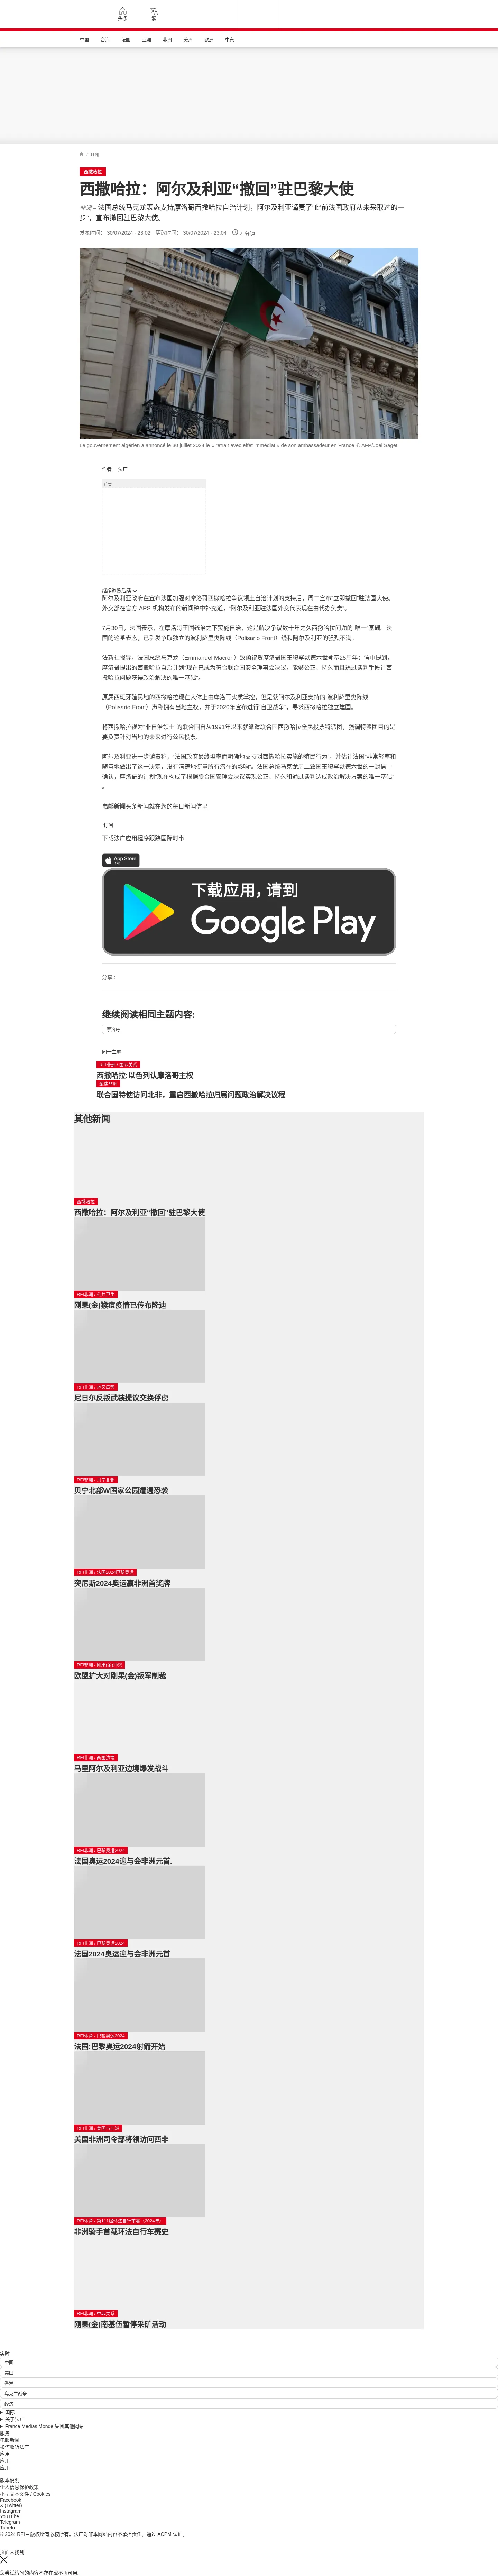 头条
繁
中国
台海
法国
亚洲
非洲
美洲
欧洲
中东
/ 非洲
西撒哈拉
西撒哈拉：阿尔及利亚“撤回”驻巴黎大使
非洲 – 法国总统马克龙表态支持摩洛哥西撒哈拉自治计划，阿尔及利亚谴责了“此前法国政府从未采取过的一
步”，宣布撤回驻巴黎大使。
发表时间： 30/07/2024 - 23:02 更改时间： 30/07/2024 - 23:04 4 分钟
Le gouvernement algérien a annoncé le 30 juillet 2024 le « retrait avec effet immédiat » de son ambassadeur en France © AFP/Joël Saget
作者： 法广
广告
继续浏览后续
阿尔及利亚政府在宣布法国加强对摩洛哥西撒哈拉争议领土自治计划的支持后，周二宣布“立即撤回”驻法国大使。
外交部在官方 APS 机构发布的新闻稿中补充道，“阿尔及利亚驻法国外交代表现在由代办负责”。
7月30日，法国表示，在摩洛哥王国统治之下实施自治，这是解决争议数十年之久西撒哈拉问题的“唯一”基础。法
国的这番表态，已引发争取独立的波利萨里奥阵线（Polisario Front）线和阿尔及利亚的强烈不满。
法新社报导，法国总统马克龙（Emmanuel Macron）致函祝贺摩洛哥国王穆罕默德六世登基25周年；信中提到，
摩洛哥提出的西撒哈拉自治计划“现在已成为符合联合国安全理事会决议，能够公正、持久而且透过谈判手段让西
撒哈拉问题获得政治解决的唯一基础”。
原属西班牙殖民地的西撒哈拉现在大体上由摩洛哥实质掌控，但是获阿尔及利亚支持的 波利萨里奥阵线
（Polisario Front）声称拥有当地主权，并于2020年宣布进行“自卫战争”，寻求西撒哈拉独立建国。
将西撒哈拉视为“非自治领土”的联合国自从1991年以来就派遣联合国西撒哈拉全民投票特派团，强调特派团目的是
要负责针对当地的未来进行公民投票。
阿尔及利亚进一步谴责称，“法国政府最终坦率而明确地支持对西撒哈拉实施的殖民行为”，并估计法国“非常轻率和
随意地做出了这一决定，没有清楚地衡量所有潜在的影响”。法国总统马克龙周二致国王穆罕默德六世的一封信中
确认，摩洛哥的计划“现在构成了根据联合国安理会决议实现公正、持久和通过谈判达成政治解决方案的唯一基础”
。
电邮新闻头条新闻就在您的每日新闻信里
订阅
下载法广应用程序跟踪国际时事
App Store
下载
下载应用，请到
Google Play
分享 :
继续阅读相同主题内容:
摩洛哥
同一主题
RFI非洲 / 国际关系
西撒哈拉:以色列认摩洛哥主权
聚焦非洲
联合国特使访问北非，重启西撒哈拉归属问题政治解决议程
其他新闻
西撒哈拉
西撒哈拉：阿尔及利亚“撤回”驻巴黎大使
RFI非洲 / 公共卫生
刚果(金)猴痘疫情已传布隆迪
RFI非洲 / 地区局势
尼日尔反叛武装提议交换俘虏
RFI非洲 / 贝宁北部
贝宁北部W国家公园遭遇恐袭
RFI非洲 / 法国2024巴黎奥运
突尼斯2024奥运赢非洲首奖牌
RFI非洲 / 刚果(金)冲突
欧盟扩大对刚果(金)叛军制裁
RFI非洲 / 两国边境
马里阿尔及利亚边境爆发战斗
RFI非洲 / 巴黎奥运2024
法国奥运2024迎与会非洲元首.
RFI非洲 / 巴黎奥运2024
法国2024奥运迎与会非洲元首
RFI体育 / 巴黎奥运2024
法国:巴黎奥运2024射箭开始
RFI非洲 / 美国与非洲
美国非洲司令部将领访问西非
RFI体育 / 第111届环法自行车赛（2024年）
非洲骑手首载环法自行车赛史
RFI非洲 / 中非关系
刚果(金)南基伍暂停采矿活动
实时
中国
美国
香港
乌克兰战争
经济
国际
关于法广
France Médias Monde 集团其他网站
服务
电邮新闻
如何收听法广
应用
应用
应用
版本说明
个人信息保护政策
小型文本文件 / Cookies
Facebook
X (Twitter)
Instagram
YouTube
Telegram
TuneIn
© 2024 RFI – 版权所有版权所有。法广对非本网站内容不承担责任。通过 ACPM 认证。
页面未找到
您尝试访问的内容不存在或不再可用。